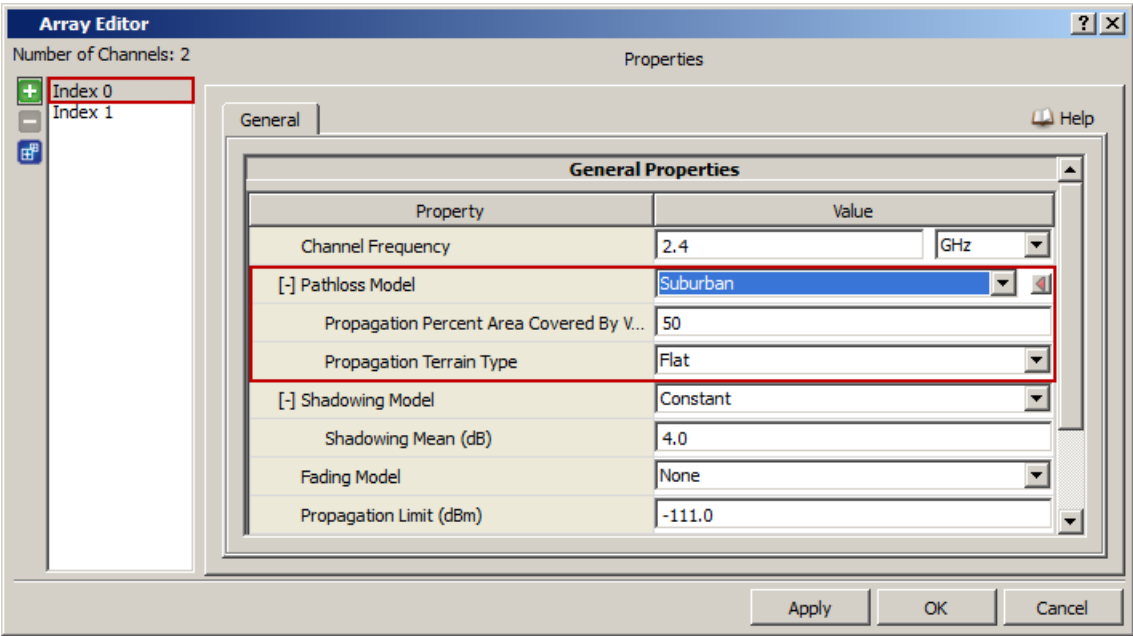 Array Editor
Number of Channels: 2
Properties
Index 0
Index 1
General
Help
General Properties
Property Value
Channel Frequency 2.4 GHz
[-] Pathloss Model Suburban
Propagation Percent Area Covered By V... 50
Propagation Terrain Type Flat
[-] Shadowing Model Constant
Shadowing Mean (dB) 4.0
Fading Model None
Propagation Limit (dBm) -111.0
Apply OK Cancel